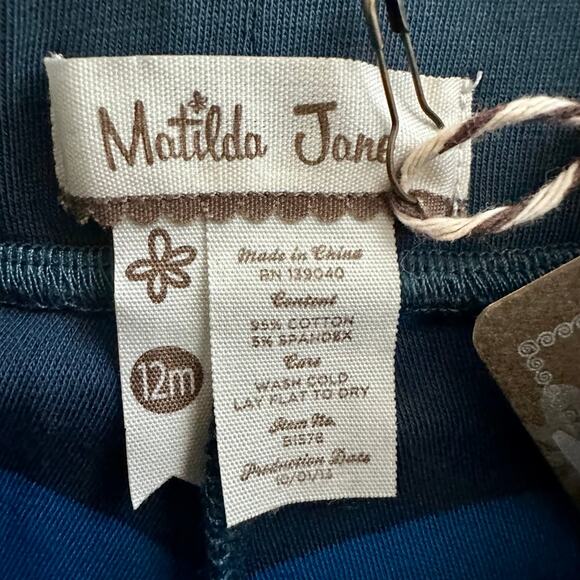 Matilda Jane
12m
Made in China
RN 139040
Content
95% COTTON
5% SPANDEX
Care
WASH COLD
LAY FLAT TO DRY
Item No.
Production Date